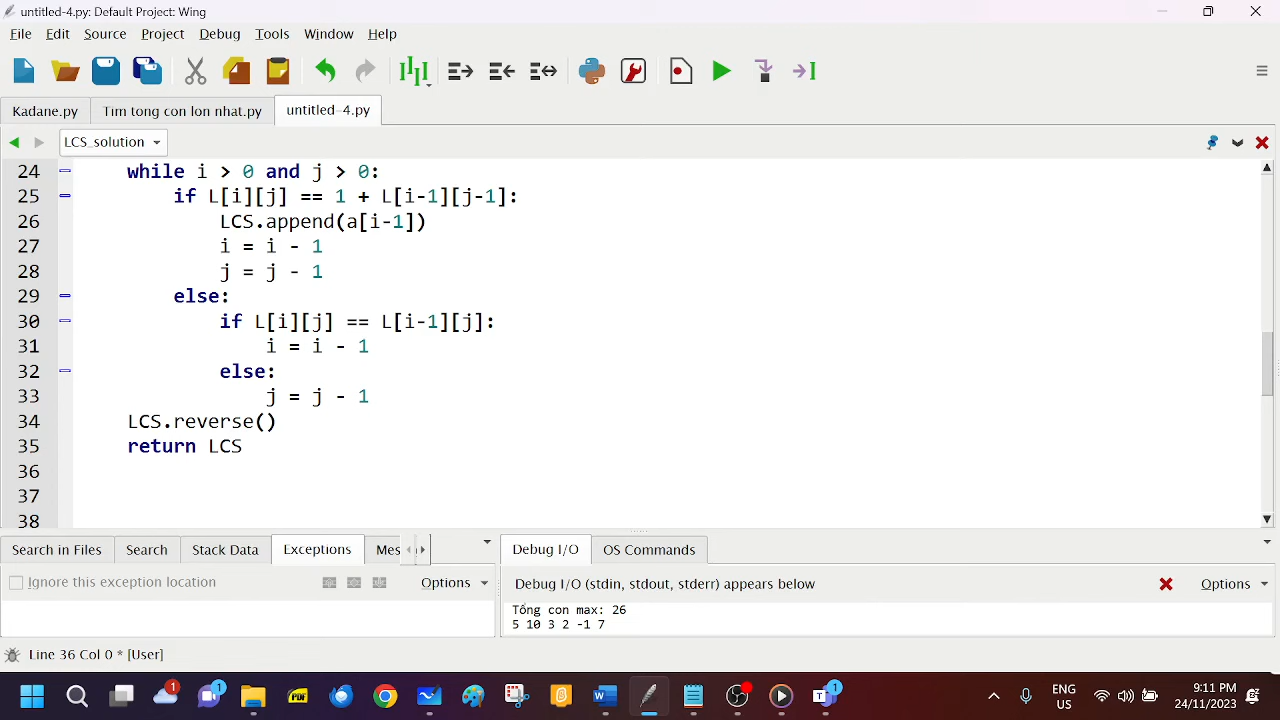 untitled-4.py: Default Project: Wing
File Edit Source Project Debug Tools Window Help
Kadane.py Tim tong con lon nhat.py untitled-4.py
LCS_solution
24 while i > 0 and j > 0:
25 if L[i][j] == 1 + L[i-1][j-1]:
26 LCS.append(a[i-1])
27 i = i - 1
28 j = j - 1
29 else:
30 if L[i][j] == L[i-1][j]:
31 i = i - 1
32 else:
33 j = j - 1
34 LCS.reverse()
35 return LCS
36
37
38
Search in Files Search Stack Data Exceptions Mes Debug I/O OS Commands
Ignore this exception location Options Debug I/O (stdin, stdout, stderr) appears below Options
Tổng con max: 26
5 10 3 2 -1 7
Line 36 Col 0 * [User]
1 1 PDF W T 1 ENG 9:11 PM
US 24/11/2023